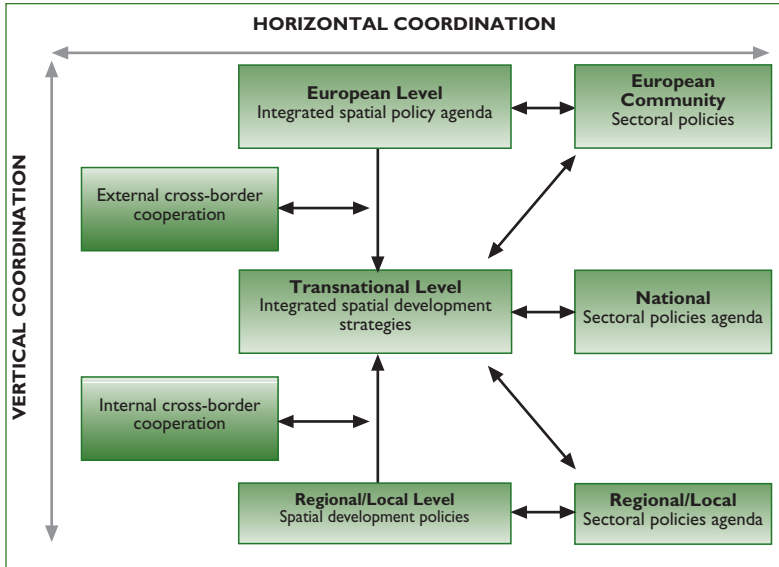 HORIZONTAL COORDINATION
VERTICAL COORDINATION
European Level
Integrated spatial policy agenda
European
Community
Sectoral policies
External cross-border
cooperation
Transnational Level
Integrated spatial development
strategies
National
Sectoral policies agenda
Internal cross-border
cooperation
Regional/Local Level
Spatial development policies
Regional/Local
Sectoral policies agenda